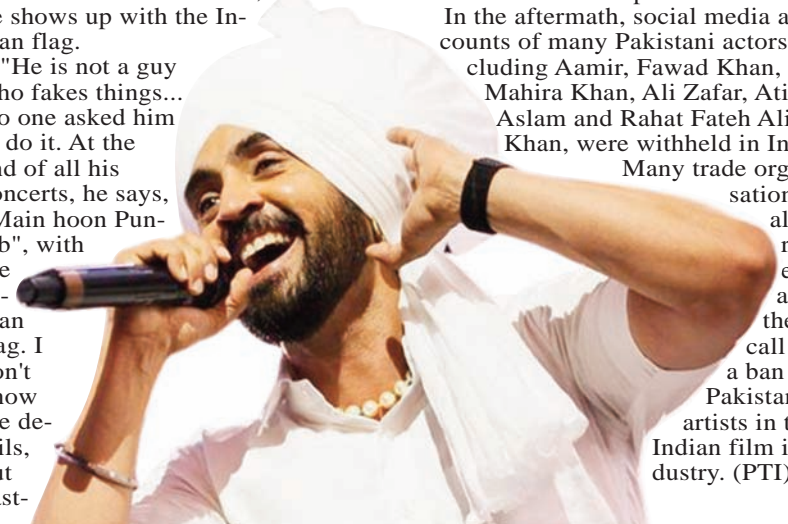 e shows up with the In-
an flag.
"He is not a guy
ho fakes things...
o one asked him
do it. At the
nd of all his
oncerts, he says,
Main hoon Pun-
b", with
e
-
an
ag. I
on't
now
e de-
ils,
ut
st-
In the aftermath, social media a
counts of many Pakistani actors
cluding Aamir, Fawad Khan,
Mahira Khan, Ali Zafar, Ati
Aslam and Rahat Fateh Ali
Khan, were withheld in In
Many trade org
sation
al
r
e
a
the
call
a ban
Pakistan
artists in t
Indian film i
dustry. (PTI)